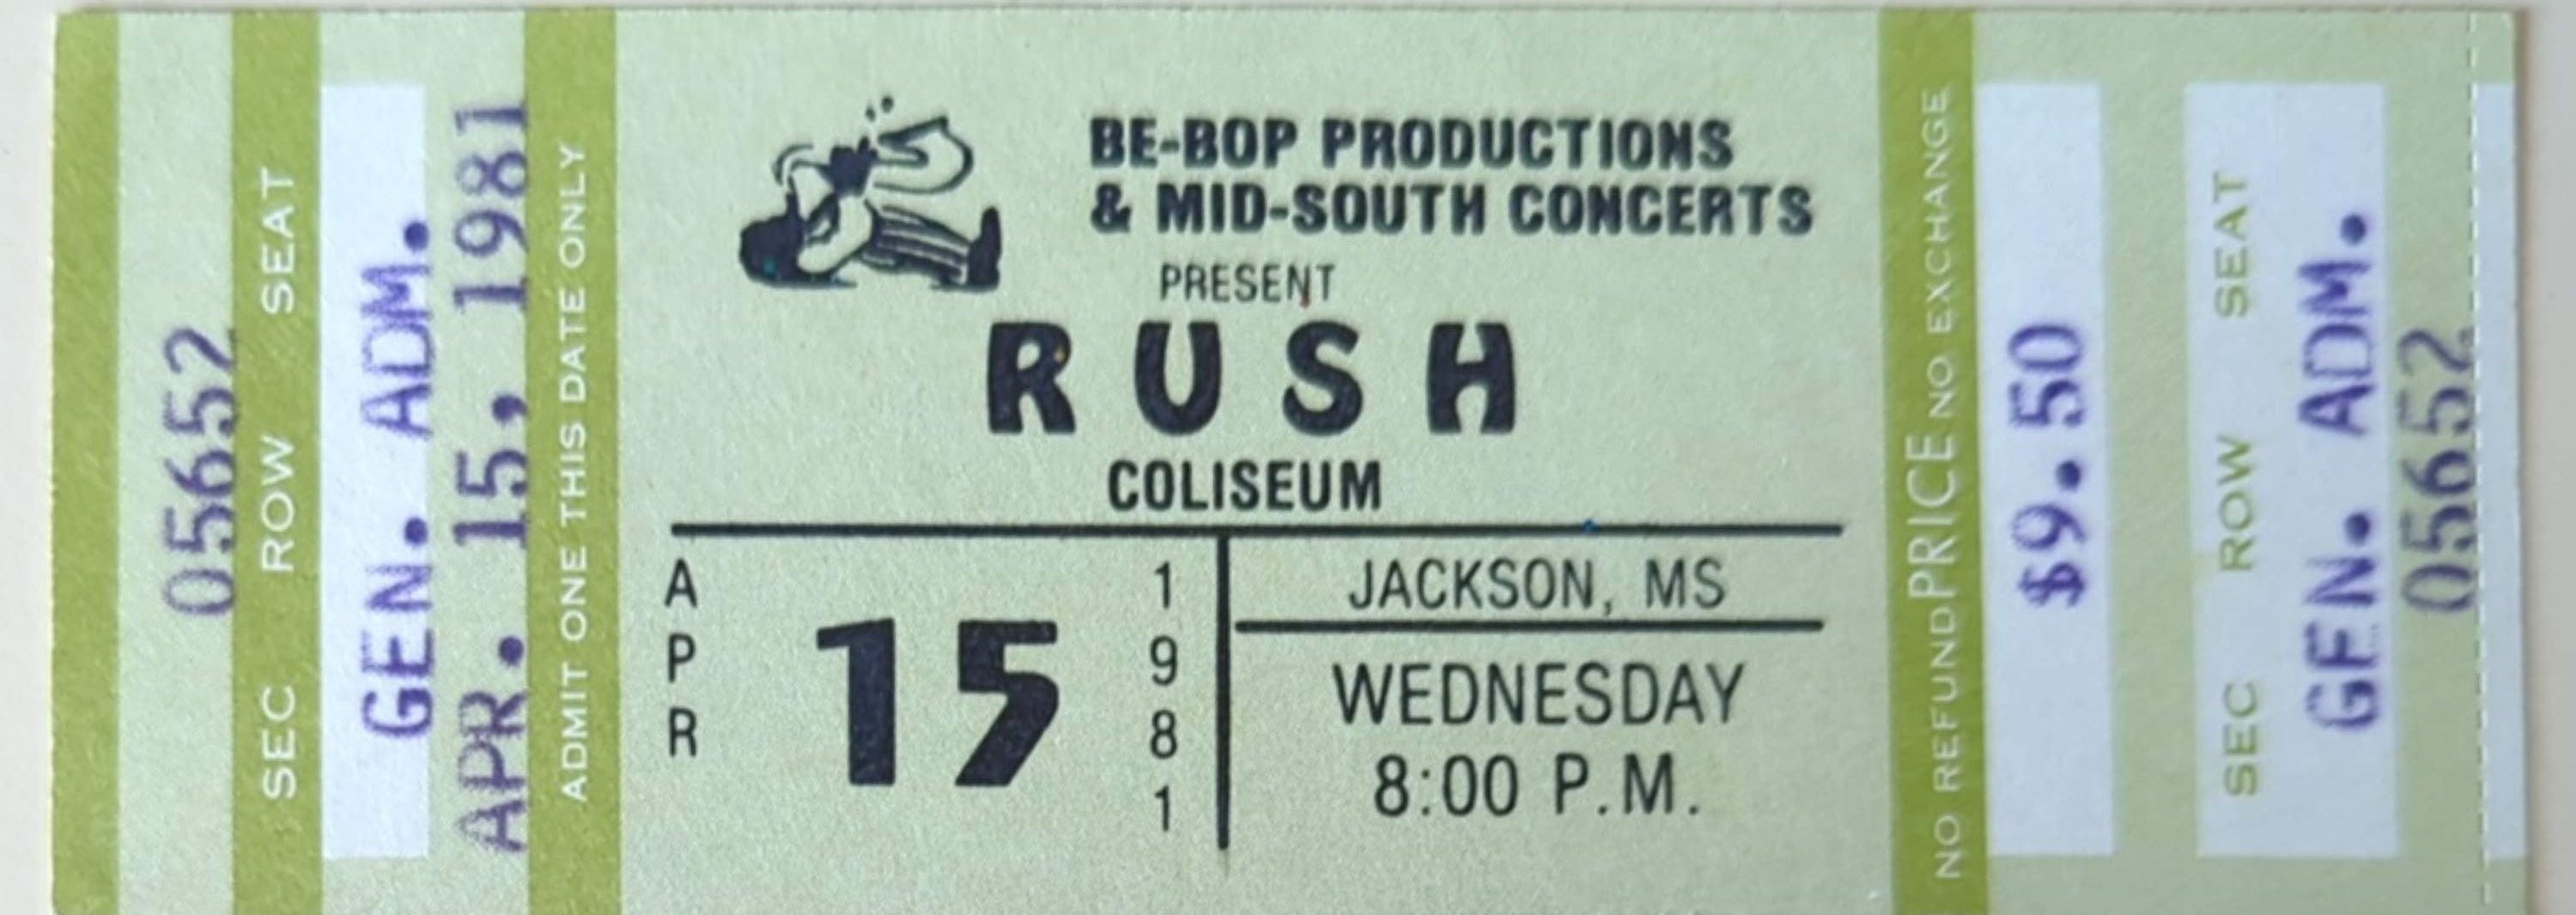 05652
SEC ROW SEAT
GEN. ADM.
APR. 15, 1981
ADMIT ONE THIS DATE ONLY
BE-BOP PRODUCTIONS
& MID-SOUTH CONCERTS
PRESENT
RUSH
COLISEUM
APR
15
1981
JACKSON, MS
WEDNESDAY
8:00 P.M.
NO REFUND PRICE NO EXCHANGE
$9.50
SEC ROW SEAT
GEN. ADM.
05652